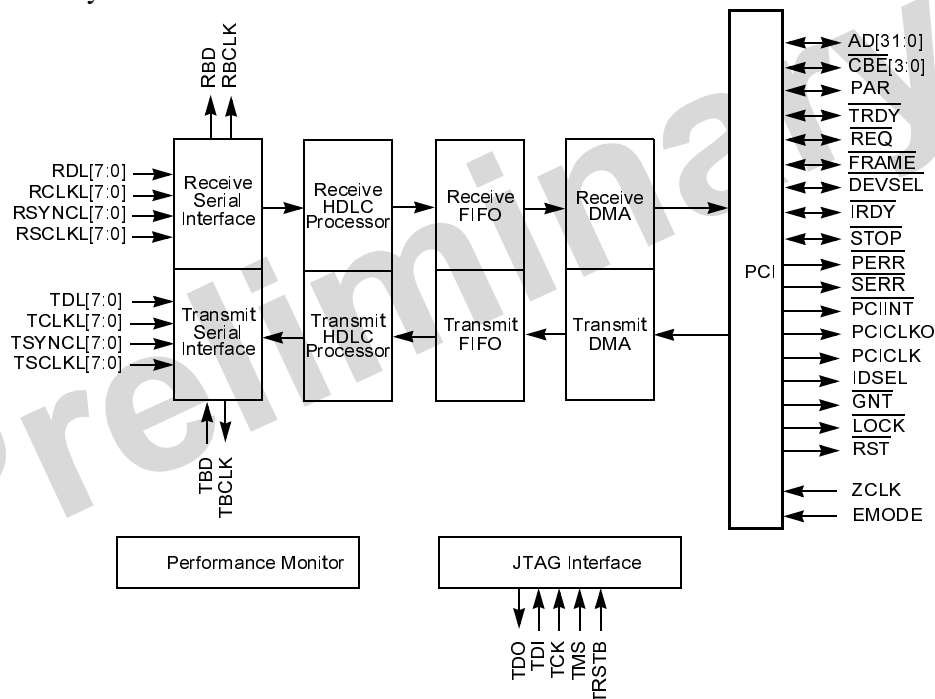 RBD
RBCLK
RDL[7:0]
RCLKL[7:0]
RSYNCL[7:0]
RSCLKL[7:0]
TDL[7:0]
TCLKL[7:0]
TSYNCL[7:0]
TSCLKL[7:0]
Receive
Serial
Interface
Receive
HDLC
Processor
Receive
FIFO
Receive
DMA
Transmit
Serial
Interface
Transmit
HDLC
Processor
Transmit
FIFO
Transmit
DMA
TBD
TBCLK
PCI
AD[31:0]
CBE[3:0]
PAR
TRDY
REQ
FRAME
DEVSEL
IRDY
STOP
PERR
SERR
PCIINT
PCICLKO
PCICLK
IDSEL
GNT
LOCK
RST
ZCLK
EMODE
Performance Monitor
JTAG Interface
TDO
TDI
TCK
TMS
TRSTB
Preliminary